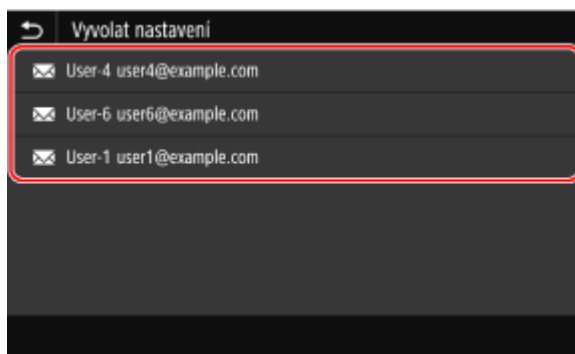 Vyvolat nastavení
User-4 user4@example.com
User-6 user6@example.com
User-1 user1@example.com